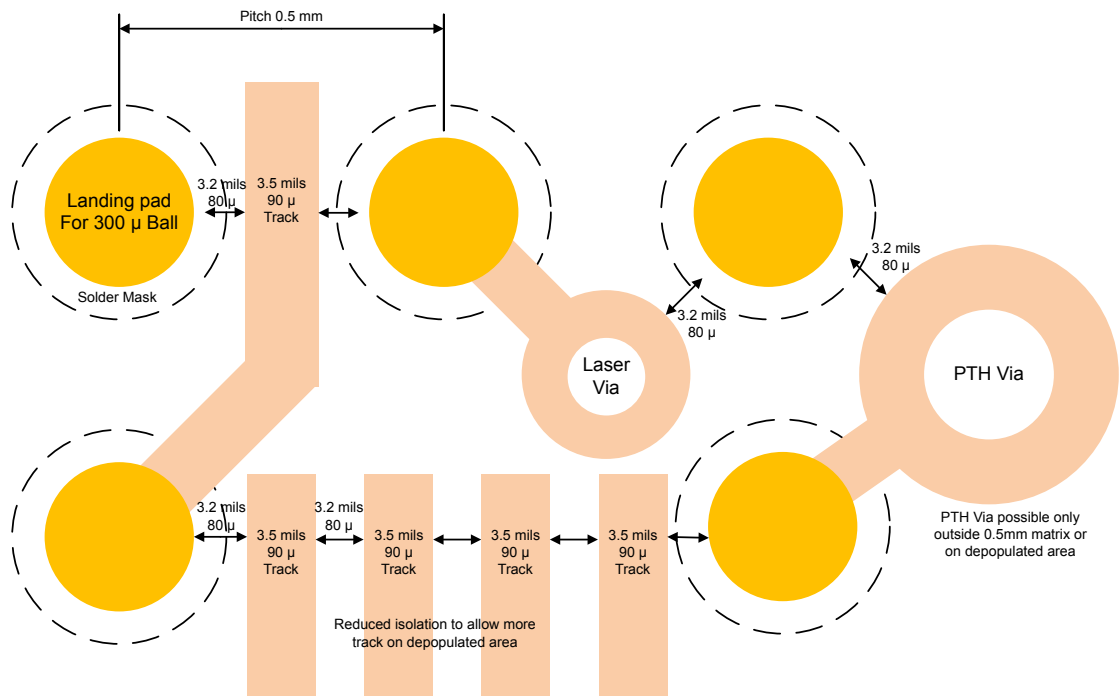 Pitch 0.5 mm
3.2 mils
80 μ
3.5 mils
90 μ
Track
Landing pad
For 300 μ Ball
Solder Mask
3.2 mils
80 μ
3.2 mils
80 μ
Laser
Via
PTH Via
3.2 mils
80 μ
3.2 mils
80 μ
3.5 mils
90 μ
Track
3.5 mils
90 μ
Track
3.5 mils
90 μ
Track
3.5 mils
90 μ
Track
PTH Via possible only
outside 0.5mm matrix or
on depopulated area
Reduced isolation to allow more
track on depopulated area